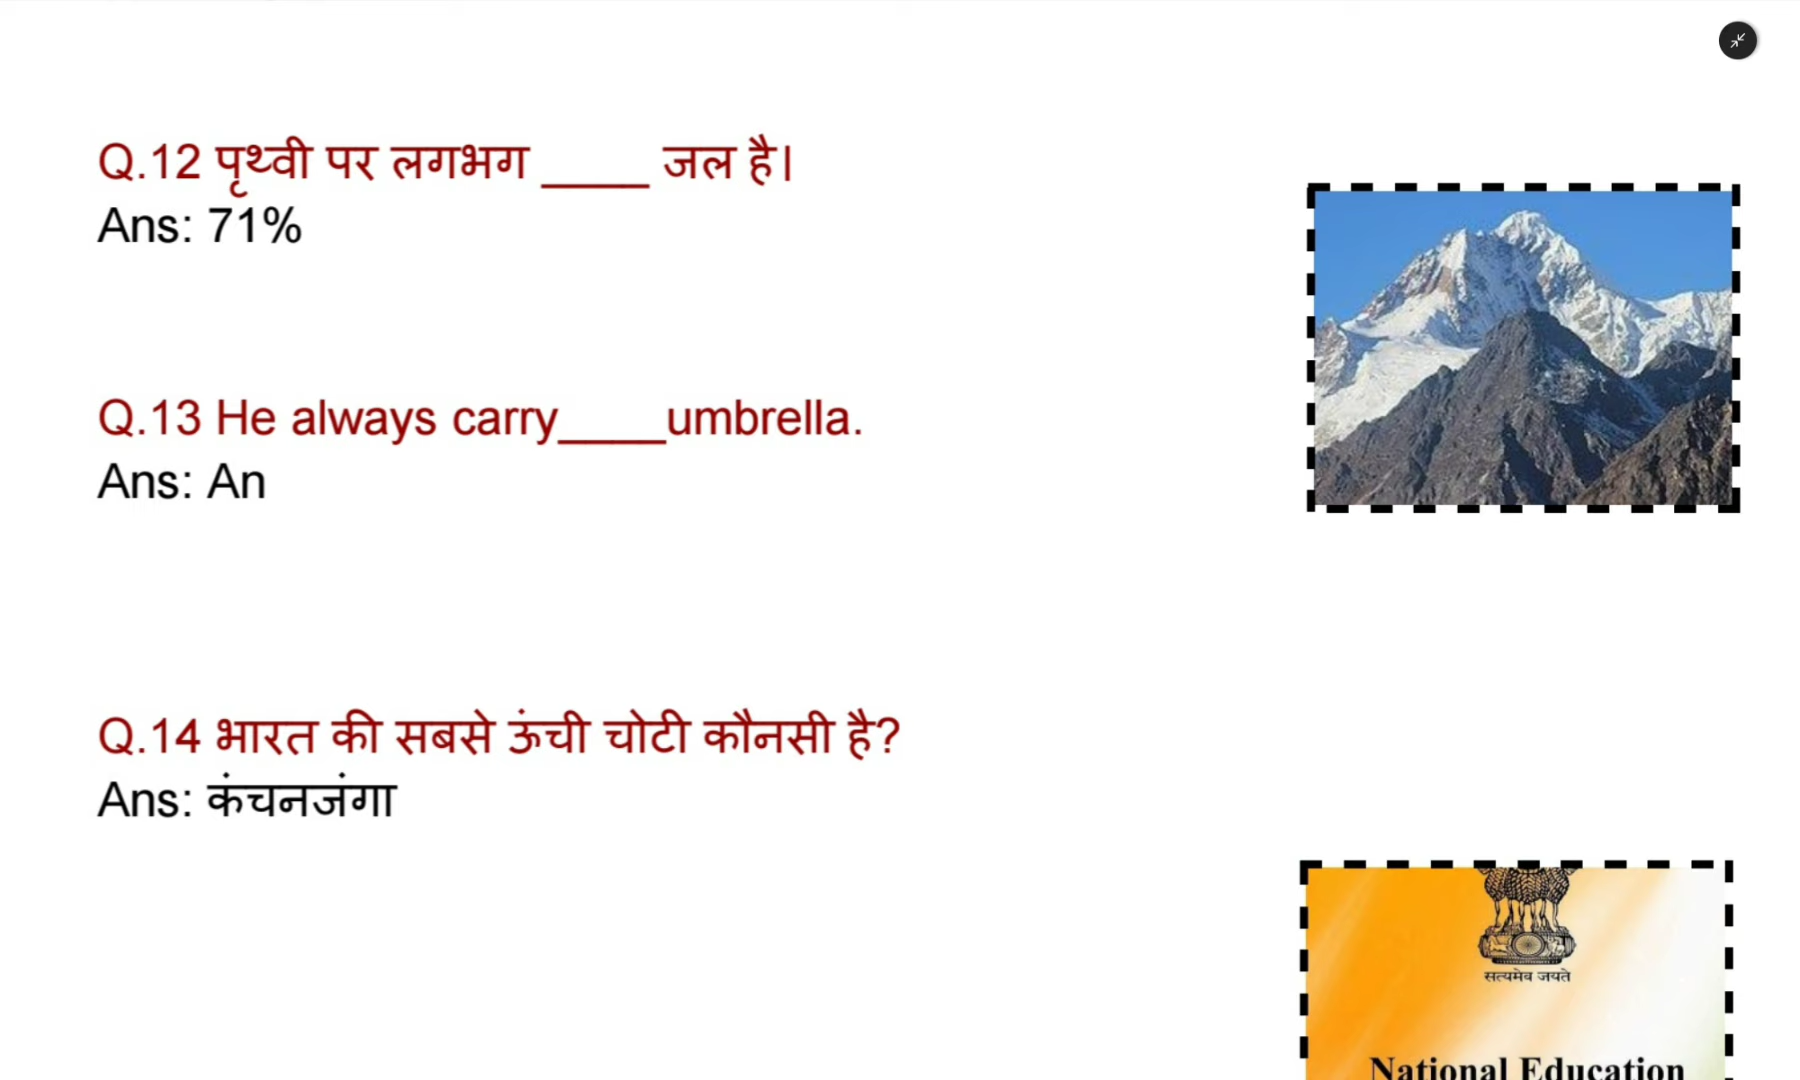 Q.12 पृथ्वी पर लगभग ____ जल है।
Ans: 71%
Q.13 He always carry____umbrella.
Ans: An
Q.14 भारत की सबसे ऊंची चोटी कौनसी है?
Ans: कंचनजंगा
सत्यमेव जयते
National Education